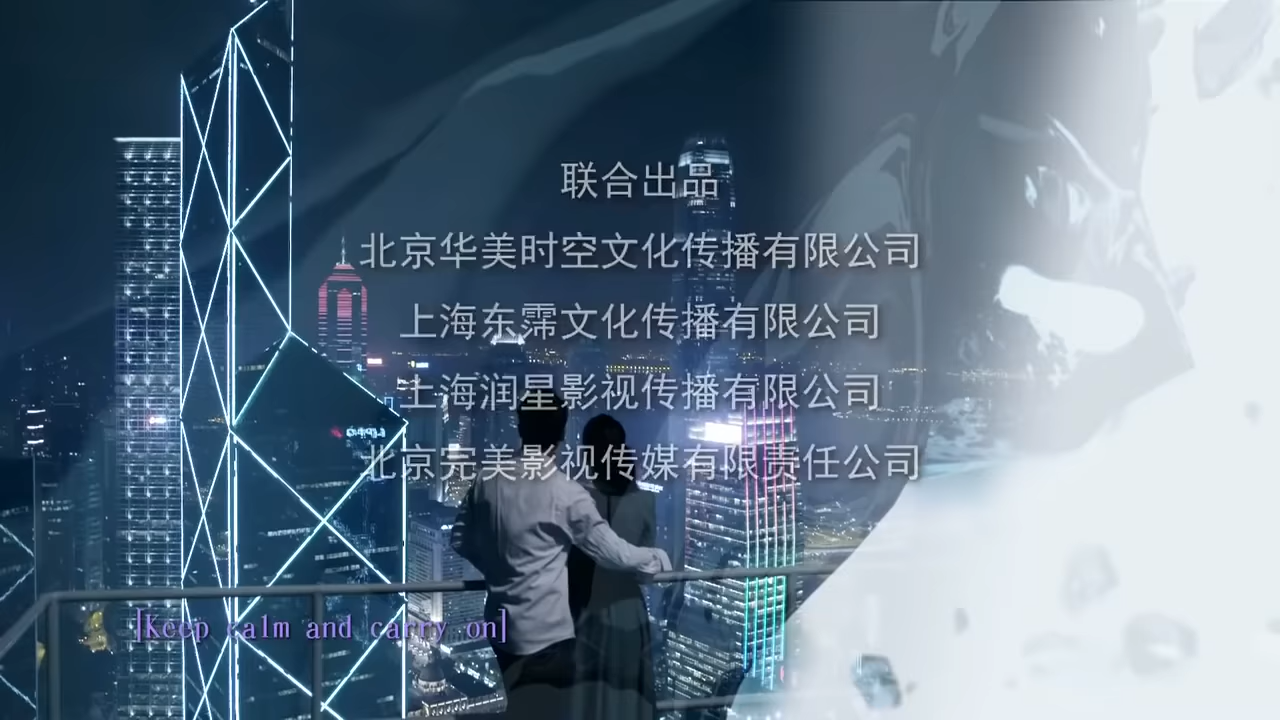 联合出品
北京华美时空文化传播有限公司
上海东霈文化传播有限公司
上海润星影视传播有限公司
北京完美影视传媒有限责任公司
[Keep calm and carry on]